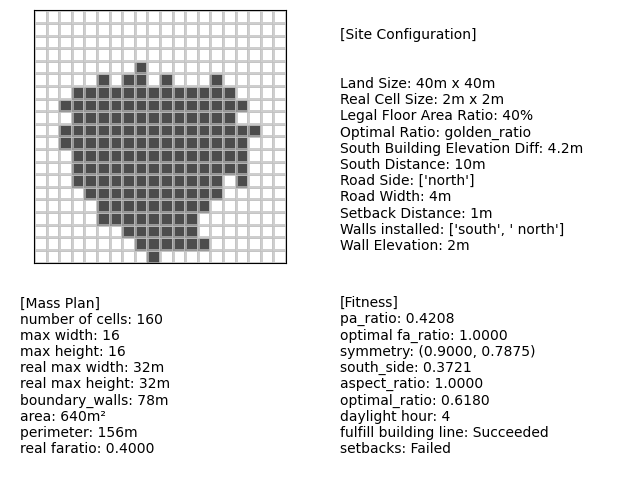 [Site Configuration]
Land Size: 40m x 40m
Real Cell Size: 2m x 2m
Legal Floor Area Ratio: 40%
Optimal Ratio: golden_ratio
South Building Elevation Diff: 4.2m
South Distance: 10m
Road Side: ['north']
Road Width: 4m
Setback Distance: 1m
Walls installed: ['south', ' north']
Wall Elevation: 2m
[Mass Plan]
number of cells: 160
max width: 16
max height: 16
real max width: 32m
real max height: 32m
boundary_walls: 78m
area: 640m²
perimeter: 156m
real faratio: 0.4000
[Fitness]
pa_ratio: 0.4208
optimal fa_ratio: 1.0000
symmetry: (0.9000, 0.7875)
south_side: 0.3721
aspect_ratio: 1.0000
optimal_ratio: 0.6180
daylight hour: 4
fulfill building line: Succeeded
setbacks: Failed